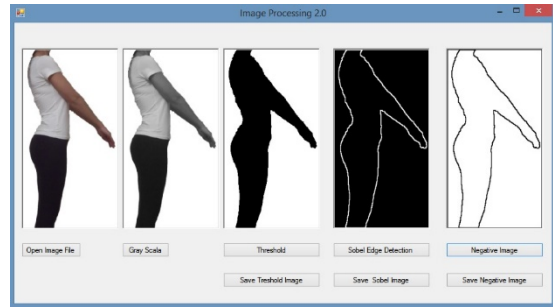 Image Processing 2.0
Open Image File
Gray Scala
Threshold
Sobel Edge Detection
Negative Image
Save Treshold Image
Save Sobel Image
Save Negative Image